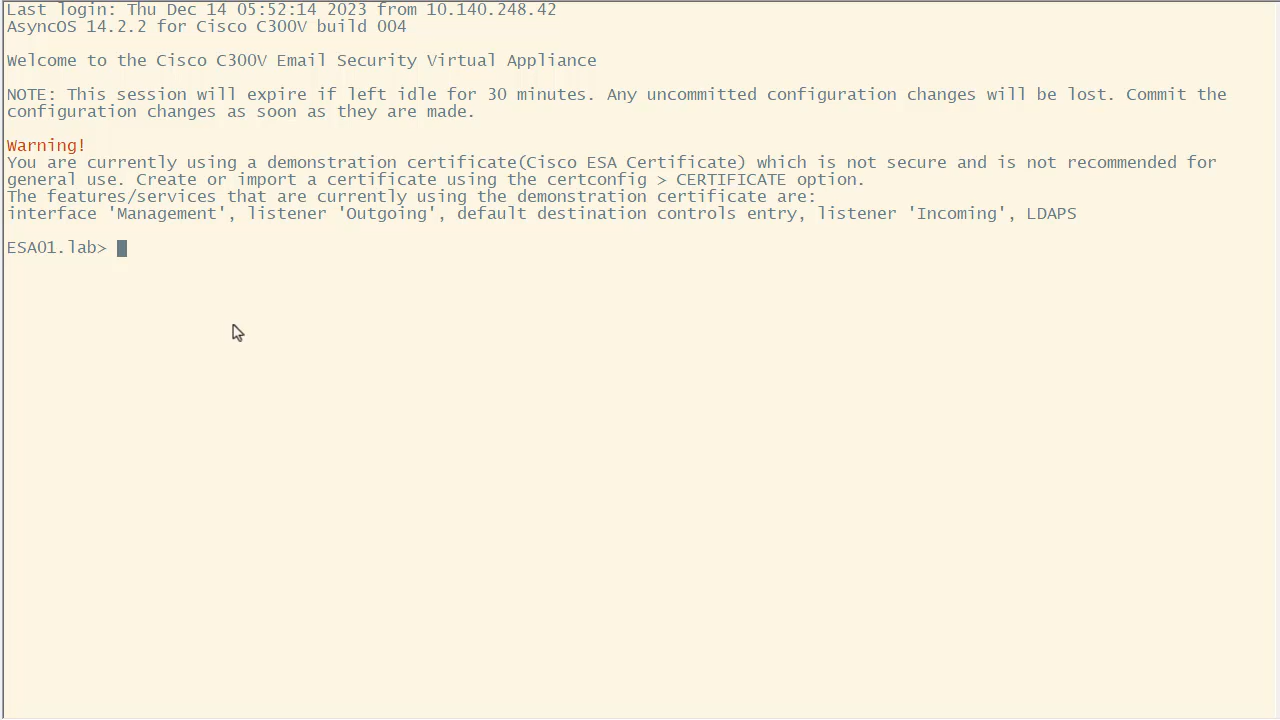 Last login: Thu Dec 14 05:52:14 2023 from 10.140.248.42
AsyncOS 14.2.2 for Cisco C300V build 004
Welcome to the Cisco C300V Email Security Virtual Appliance
NOTE: This session will expire if left idle for 30 minutes. Any uncommitted configuration changes will be lost. Commit the
configuration changes as soon as they are made.
Warning!
You are currently using a demonstration certificate(Cisco ESA Certificate) which is not secure and is not recommended for
general use. Create or import a certificate using the certconfig > CERTIFICATE option.
The features/services that are currently using the demonstration certificate are:
interface 'Management', listener 'Outgoing', default destination controls entry, listener 'Incoming', LDAPS
ESA01.lab>